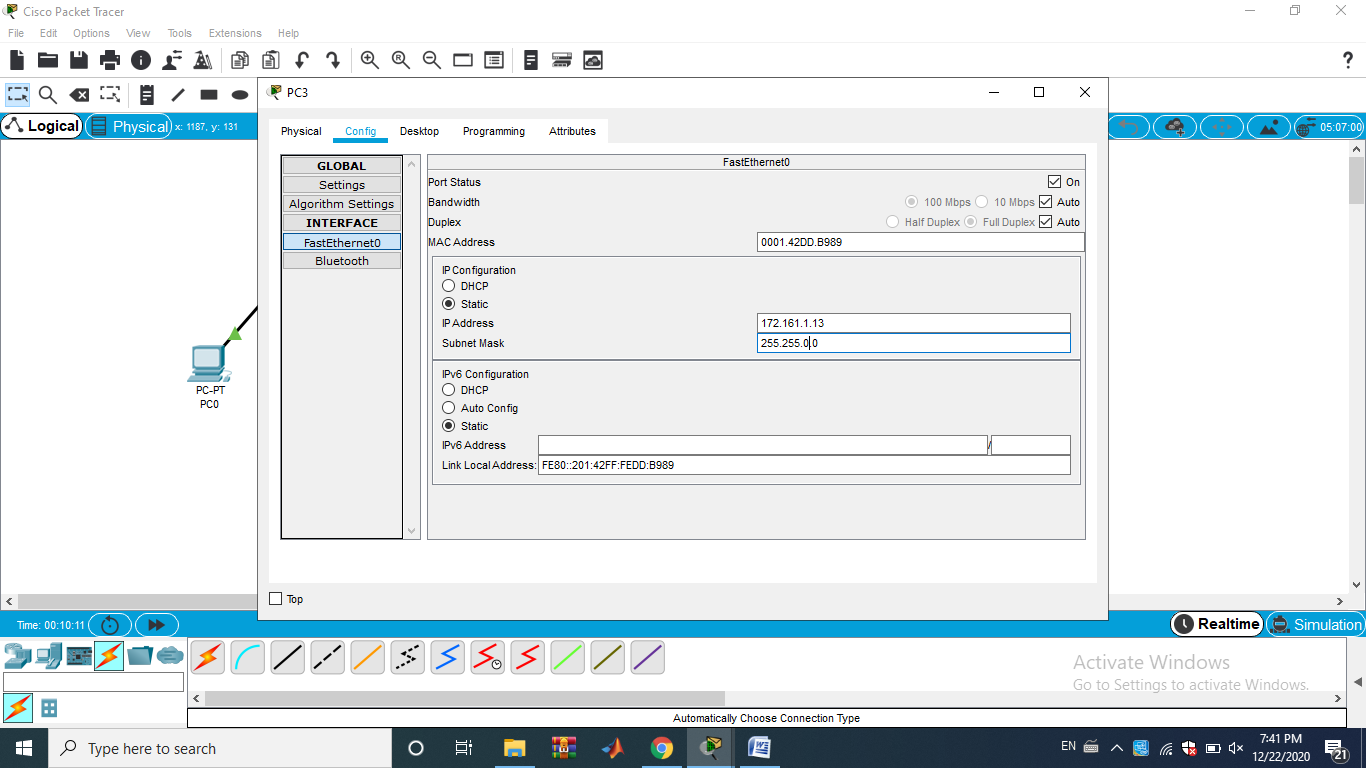 Cisco Packet Tracer
File Edit Options View Tools Extensions Help
?
Logical Physical x: 1187, y: 131
05:07:00
PC-PT
PC0
PC3
Physical Config Desktop Programming Attributes
GLOBAL
Settings
Algorithm Settings
INTERFACE
FastEthernet0
Bluetooth
FastEthernet0
Port Status On
Bandwidth 100 Mbps 10 Mbps Auto
Duplex Half Duplex Full Duplex Auto
MAC Address 0001.42DD.B989
IP Configuration
DHCP
Static
IP Address 172.161.1.13
Subnet Mask 255.255.0.0
IPv6 Configuration
DHCP
Auto Config
Static
IPv6 Address /
Link Local Address: FE80::201:42FF:FEDD:B989
Top
Time: 00:10:11
Realtime Simulation
Activate Windows
Go to Settings to activate Windows.
Automatically Choose Connection Type
Type here to search
EN
7:41 PM
12/22/2020
21